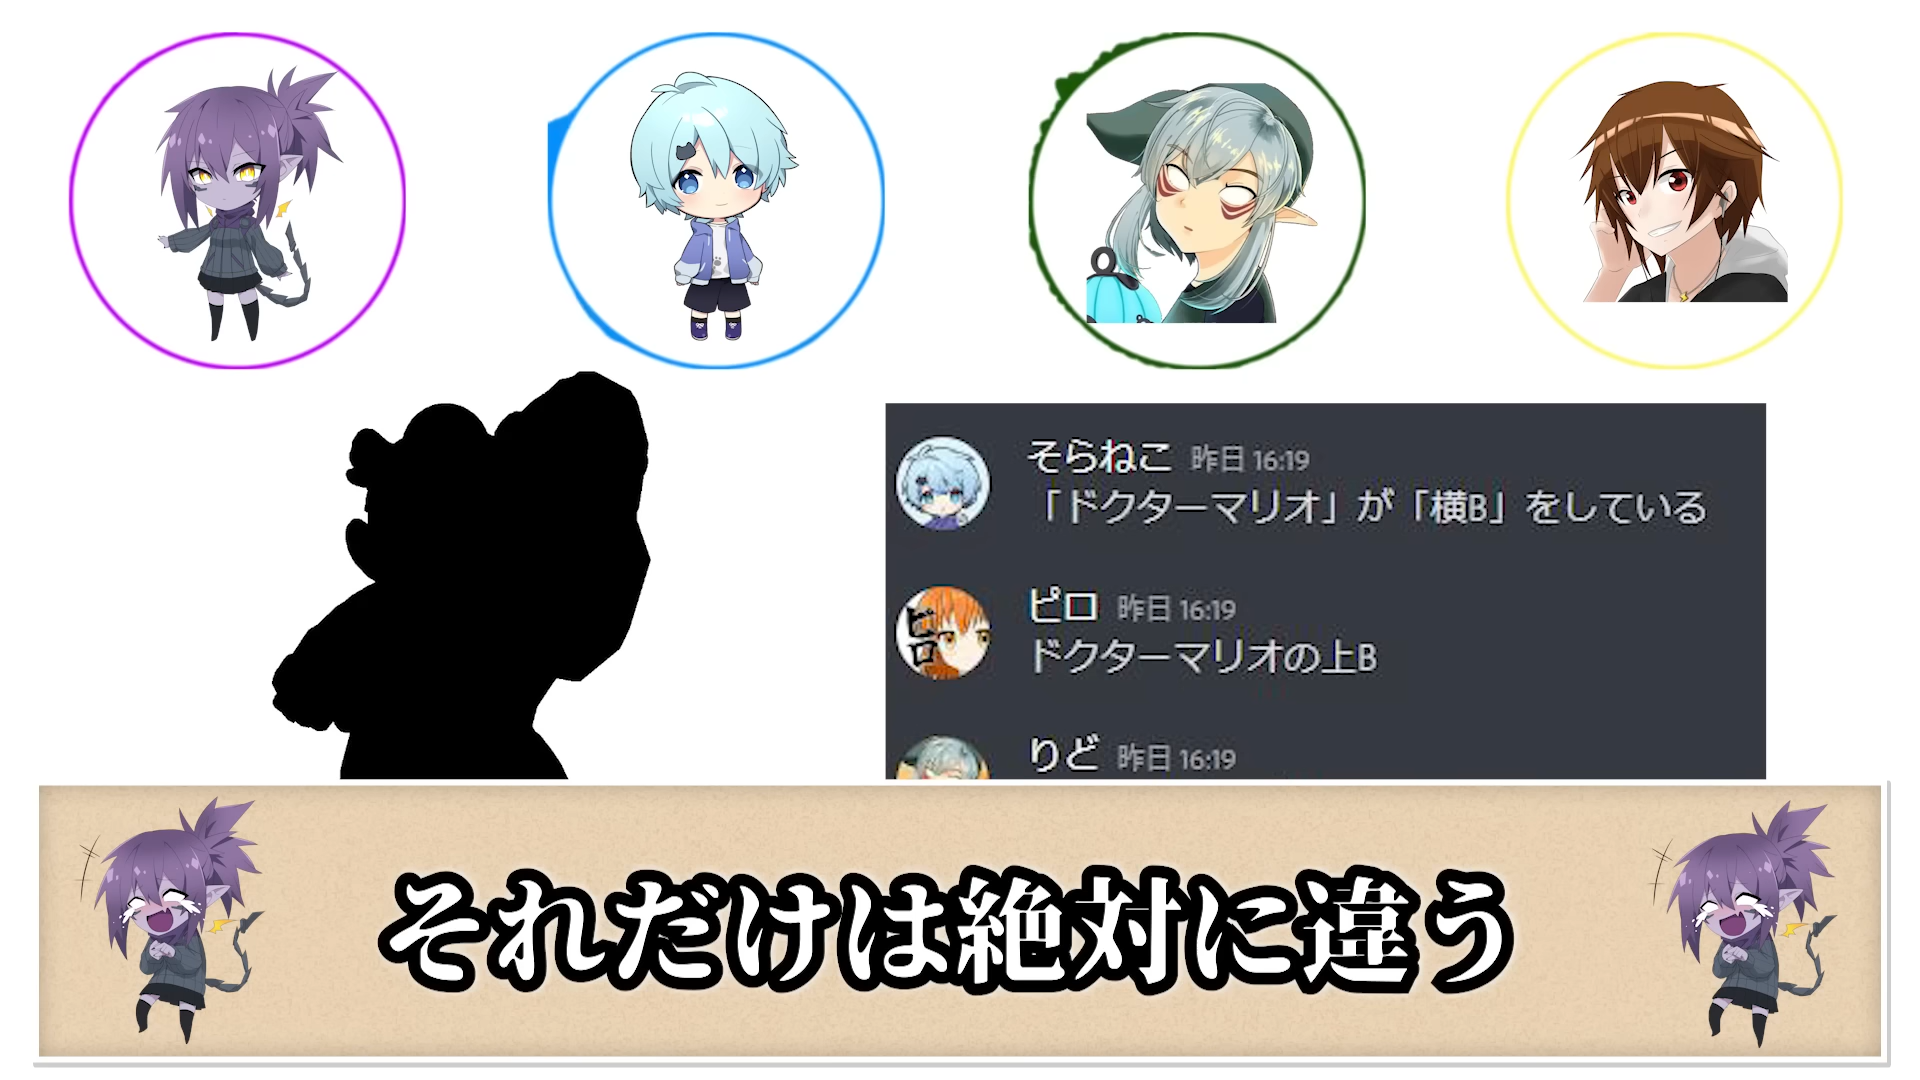 そらねこ 昨日 16:19
「ドクターマリオ」が「横B」をしている
ピロ
ピロ 昨日 16:19
ドクターマリオの上B
りど 昨日 16:19
それだけは絶対に違う